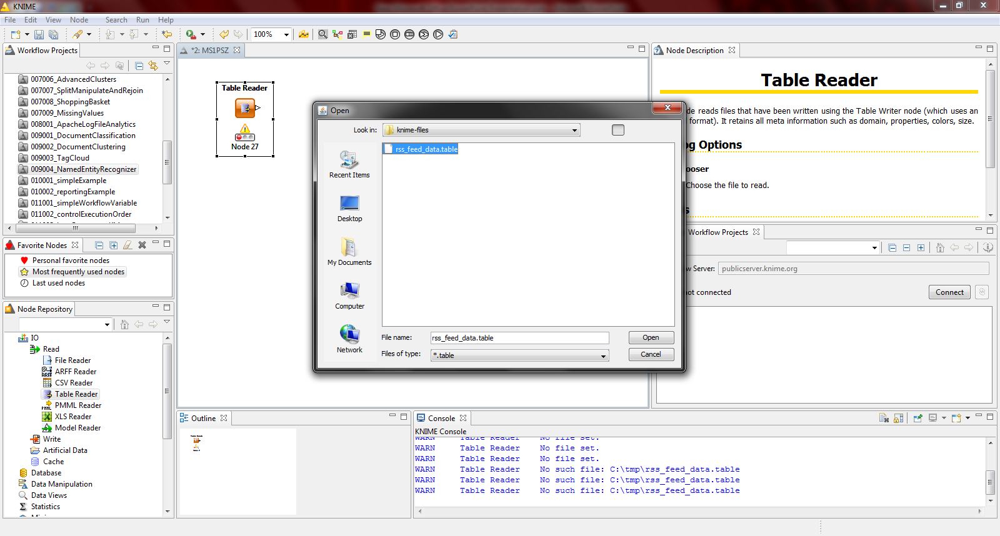 KNIME
File Edit View Node Search Run Help
100%
Workflow Projects
007006_AdvancedClusters
007007_SplitManipulateAndRejoin
007008_ShoppingBasket
007009_MissingValues
008001_ApacheLogFileAnalytics
009001_DocumentClassification
009002_DocumentClustering
009003_TagCloud
009004_NamedEntityRecognizer
010001_simpleExample
010002_reportingExample
011001_simpleWorkflowVariable
011002_controlExecutionOrder
Favorite Nodes
Personal favorite nodes
Most frequently used nodes
Last used nodes
Node Repository
IO
Read
File Reader
ARFF Reader
CSV Reader
Table Reader
PMML Reader
XLS Reader
Model Reader
Write
Artificial Data
Cache
Database
Data Manipulation
Data Views
Statistics
*2: MS1PSZ
Table Reader
Node 27
Open
Look in: knime-files
rss_feed_data.table
Recent Items
Desktop
My Documents
Computer
Network
File name: rss_feed_data.table Open
Files of type: *.table Cancel
Node Description
Table Reader
de reads files that have been written using the Table Writer node (which uses an
format). It retains all meta information such as domain, properties, colors, size.
og Options
ooser
Choose the file to read.
s
Workflow Projects
w Server: publicserver.knime.org
not connected Connect
Outline
Console
KNIME Console
WARN Table Reader No file set.
WARN Table Reader No file set.
WARN Table Reader No file set.
WARN Table Reader No such file: C:\tmp\rss_feed_data.table
WARN Table Reader No such file: C:\tmp\rss_feed_data.table
WARN Table Reader No such file: C:\tmp\rss_feed_data.table